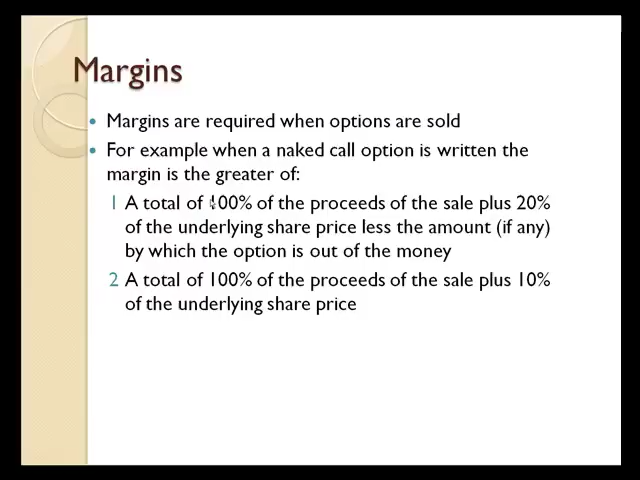 Margins
Margins are required when options are sold
For example when a naked call option is written the
margin is the greater of:
1 A total of 100% of the proceeds of the sale plus 20%
of the underlying share price less the amount (if any)
by which the option is out of the money
2 A total of 100% of the proceeds of the sale plus 10%
of the underlying share price